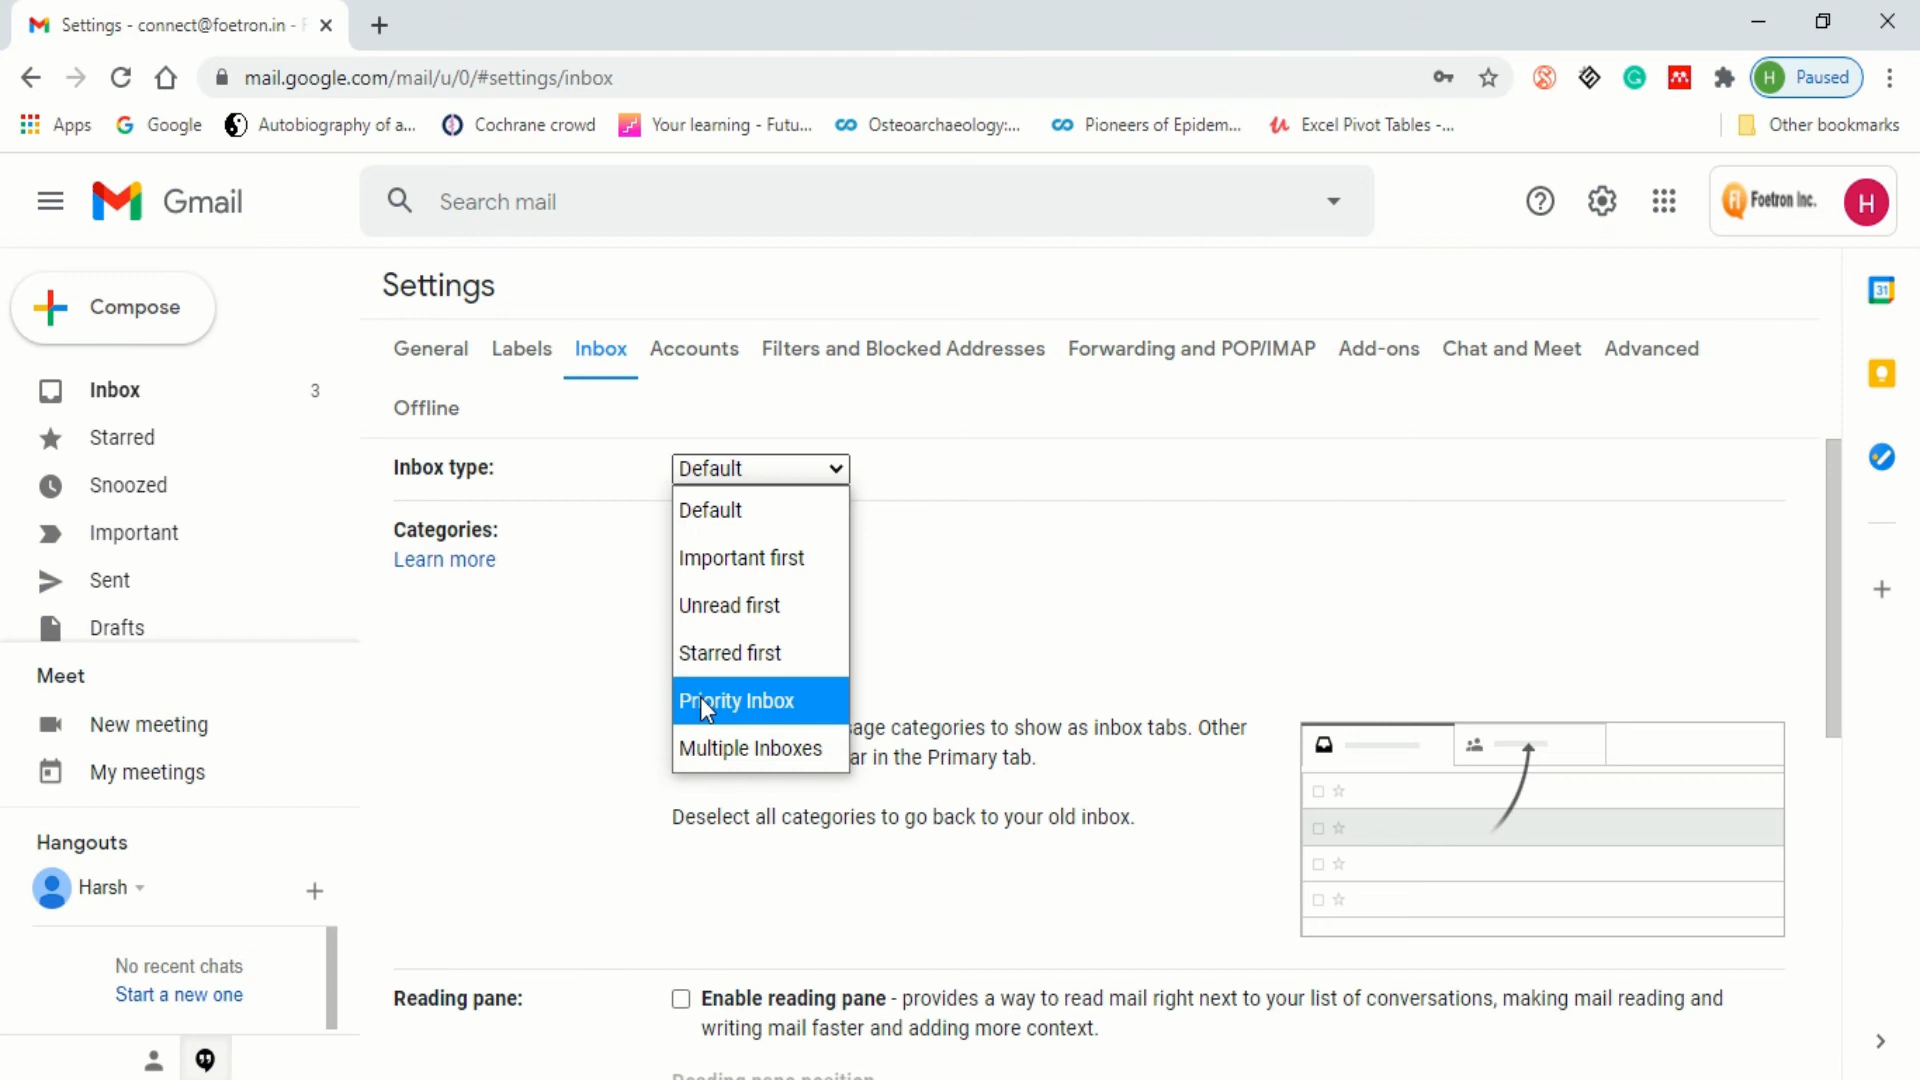 Settings - connect@foetron.in -
mail.google.com/mail/u/0/#settings/inbox
H Paused
Apps Google Autobiography of a... Cochrane crowd Your learning - Futu... Osteoarchaeology:... Pioneers of Epidem... Excel Pivot Tables -... Other bookmarks
Gmail
Search mail
Foetron Inc.
H
Compose
Inbox 3
Starred
Snoozed
Important
Sent
Drafts
Meet
New meeting
My meetings
Hangouts
Harsh
No recent chats
Start a new one
Settings
General Labels Inbox Accounts Filters and Blocked Addresses Forwarding and POP/IMAP Add-ons Chat and Meet Advanced
Offline
Inbox type: Default
Default
Important first
Unread first
Starred first
Priority Inbox
Multiple Inboxes
Categories:
Learn more
sage categories to show as inbox tabs. Other
ar in the Primary tab.
Deselect all categories to go back to your old inbox.
Reading pane: Enable reading pane - provides a way to read mail right next to your list of conversations, making mail reading and
writing mail faster and adding more context.
Reading pane position
31